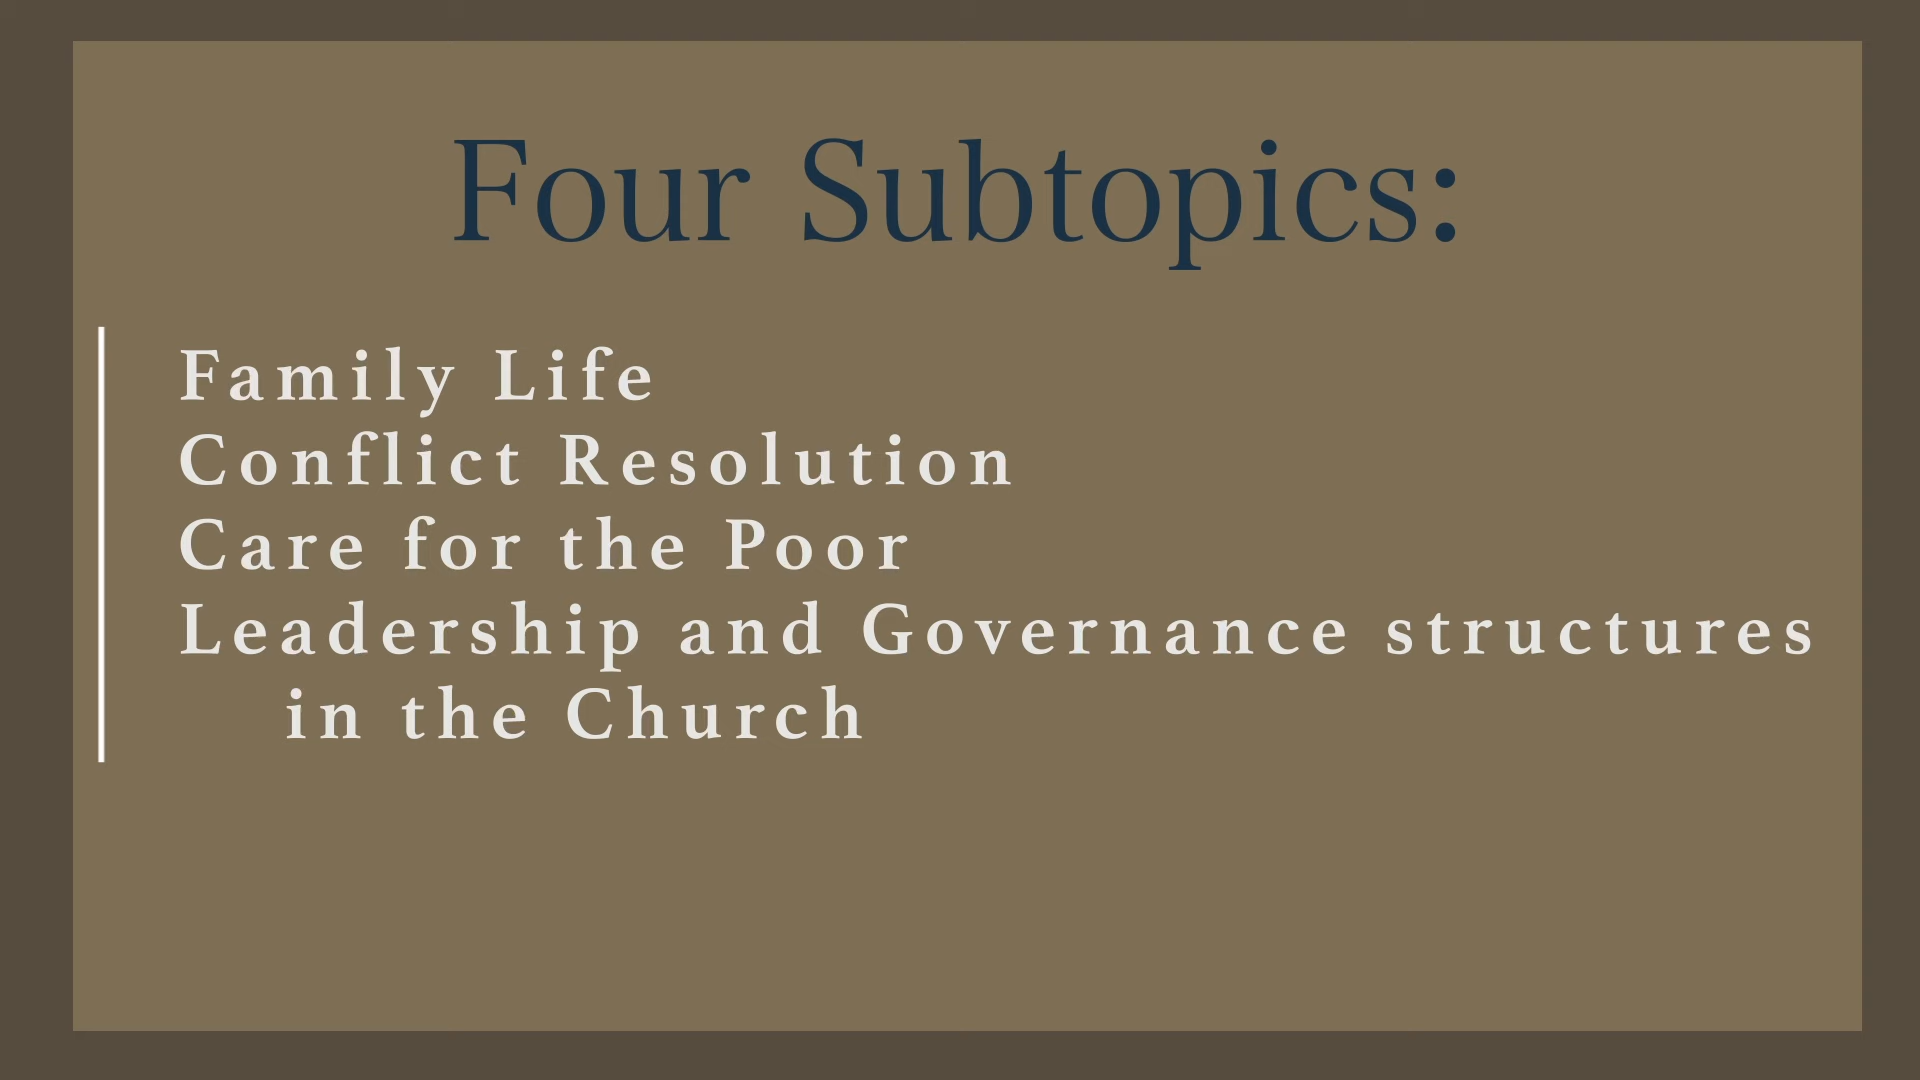 Four Subtopics:
Family Life
Conflict Resolution
Care for the Poor
Leadership and Governance structures
in the Church